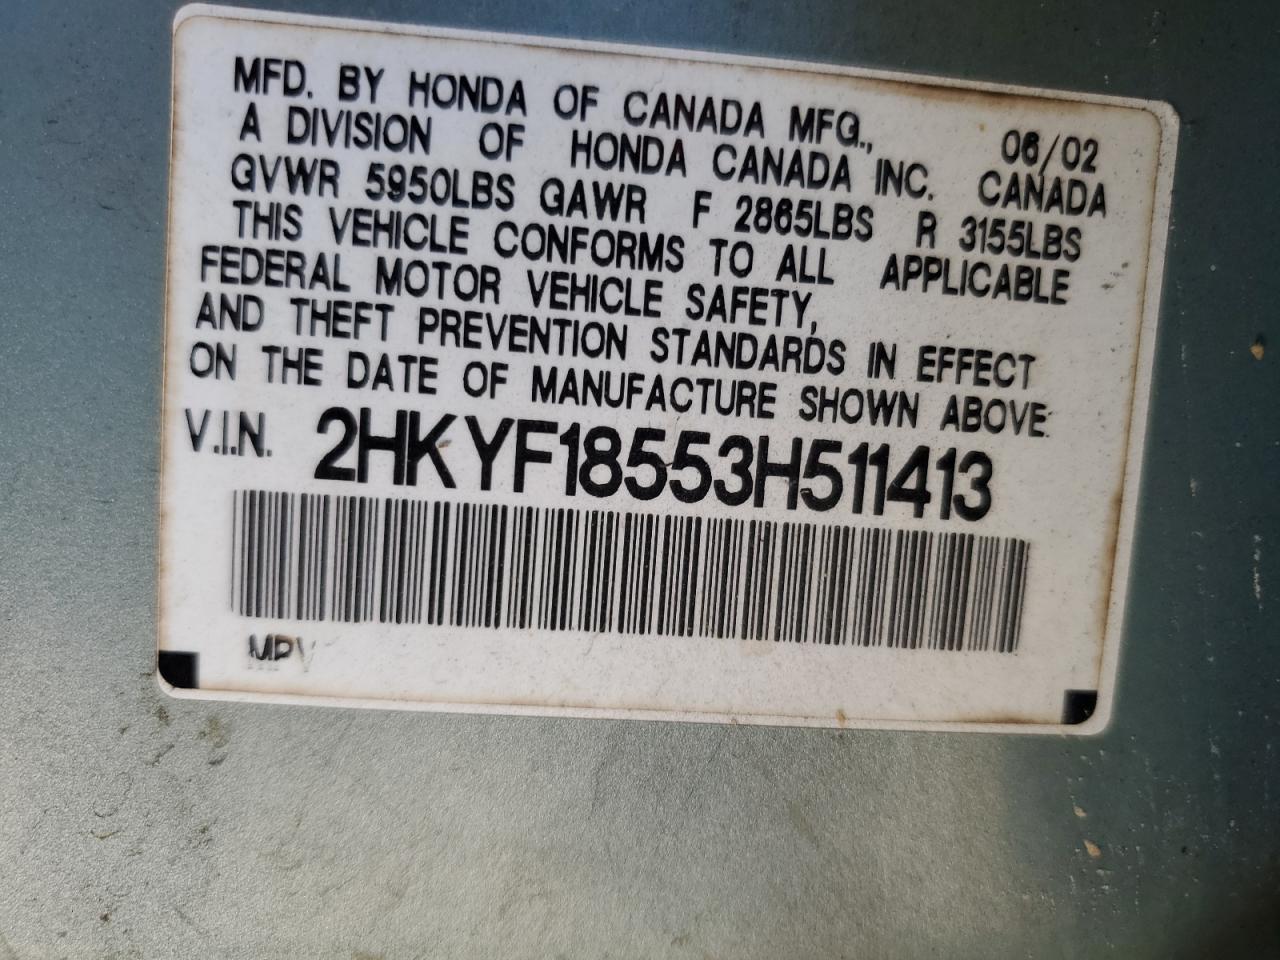 MFD. BY HONDA OF CANADA MFG., 06/02
A DIVISION OF HONDA CANADA INC. CANADA
GVWR 5950LBS GAWR F 2865LBS R 3155LBS
THIS VEHICLE CONFORMS TO ALL APPLICABLE
FEDERAL MOTOR VEHICLE SAFETY,
AND THEFT PREVENTION STANDARDS IN EFFECT
ON THE DATE OF MANUFACTURE SHOWN ABOVE.
V.I.N. 2HKYF18553H511413
MPV